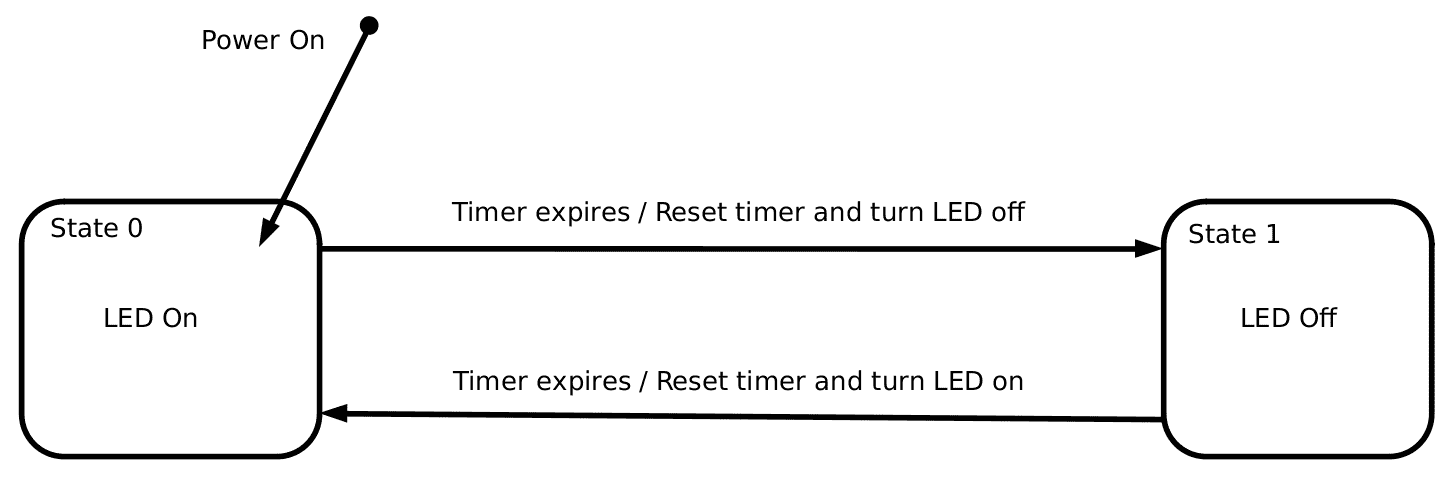 Power On
State 0
LED On
Timer expires / Reset timer and turn LED off
Timer expires / Reset timer and turn LED on
State 1
LED Off